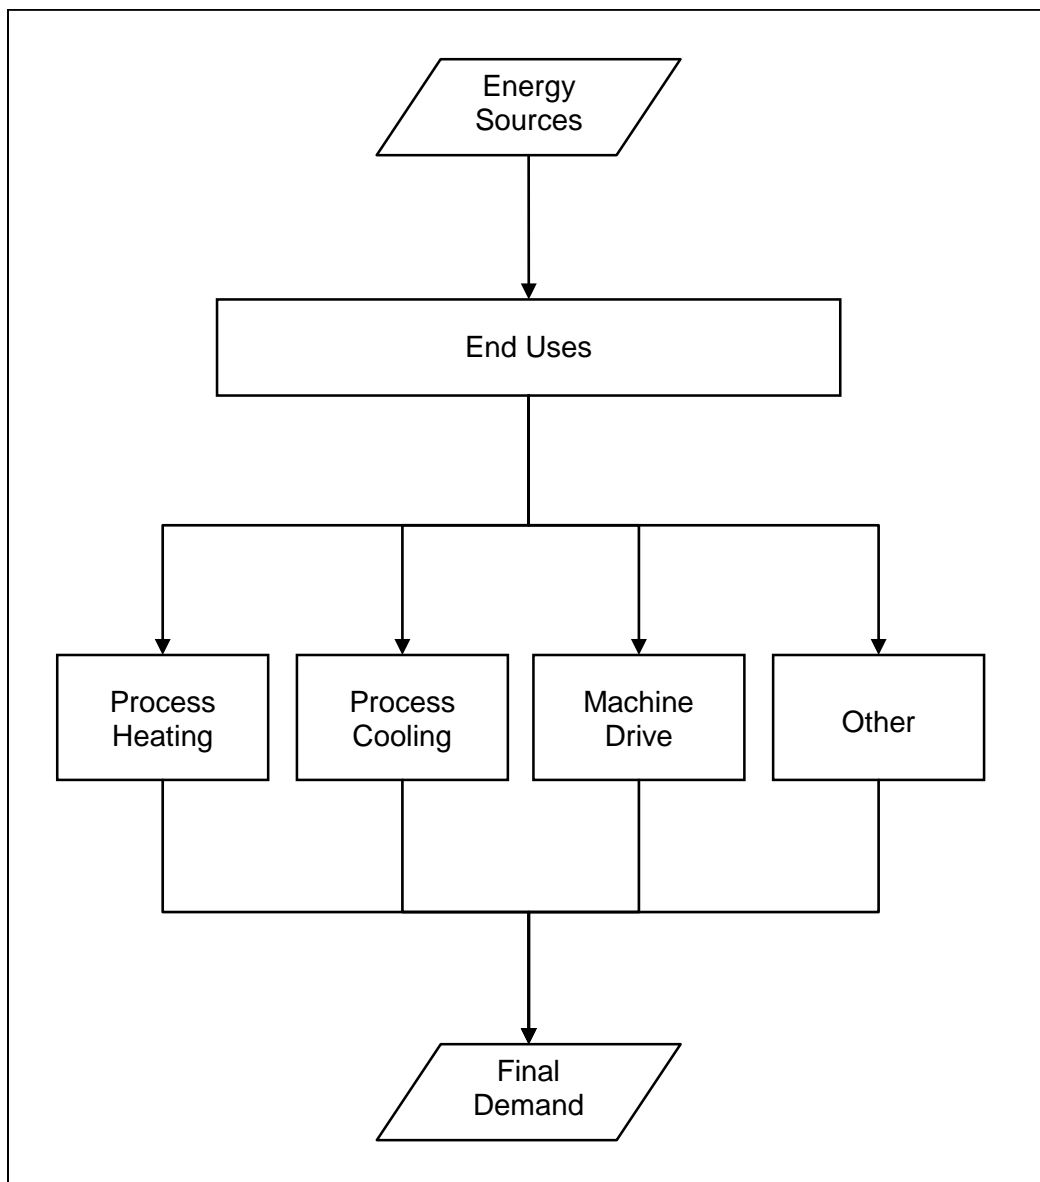 Energy
Sources
End Uses
Process
Heating
Process
Cooling
Machine
Drive
Other
Final
Demand